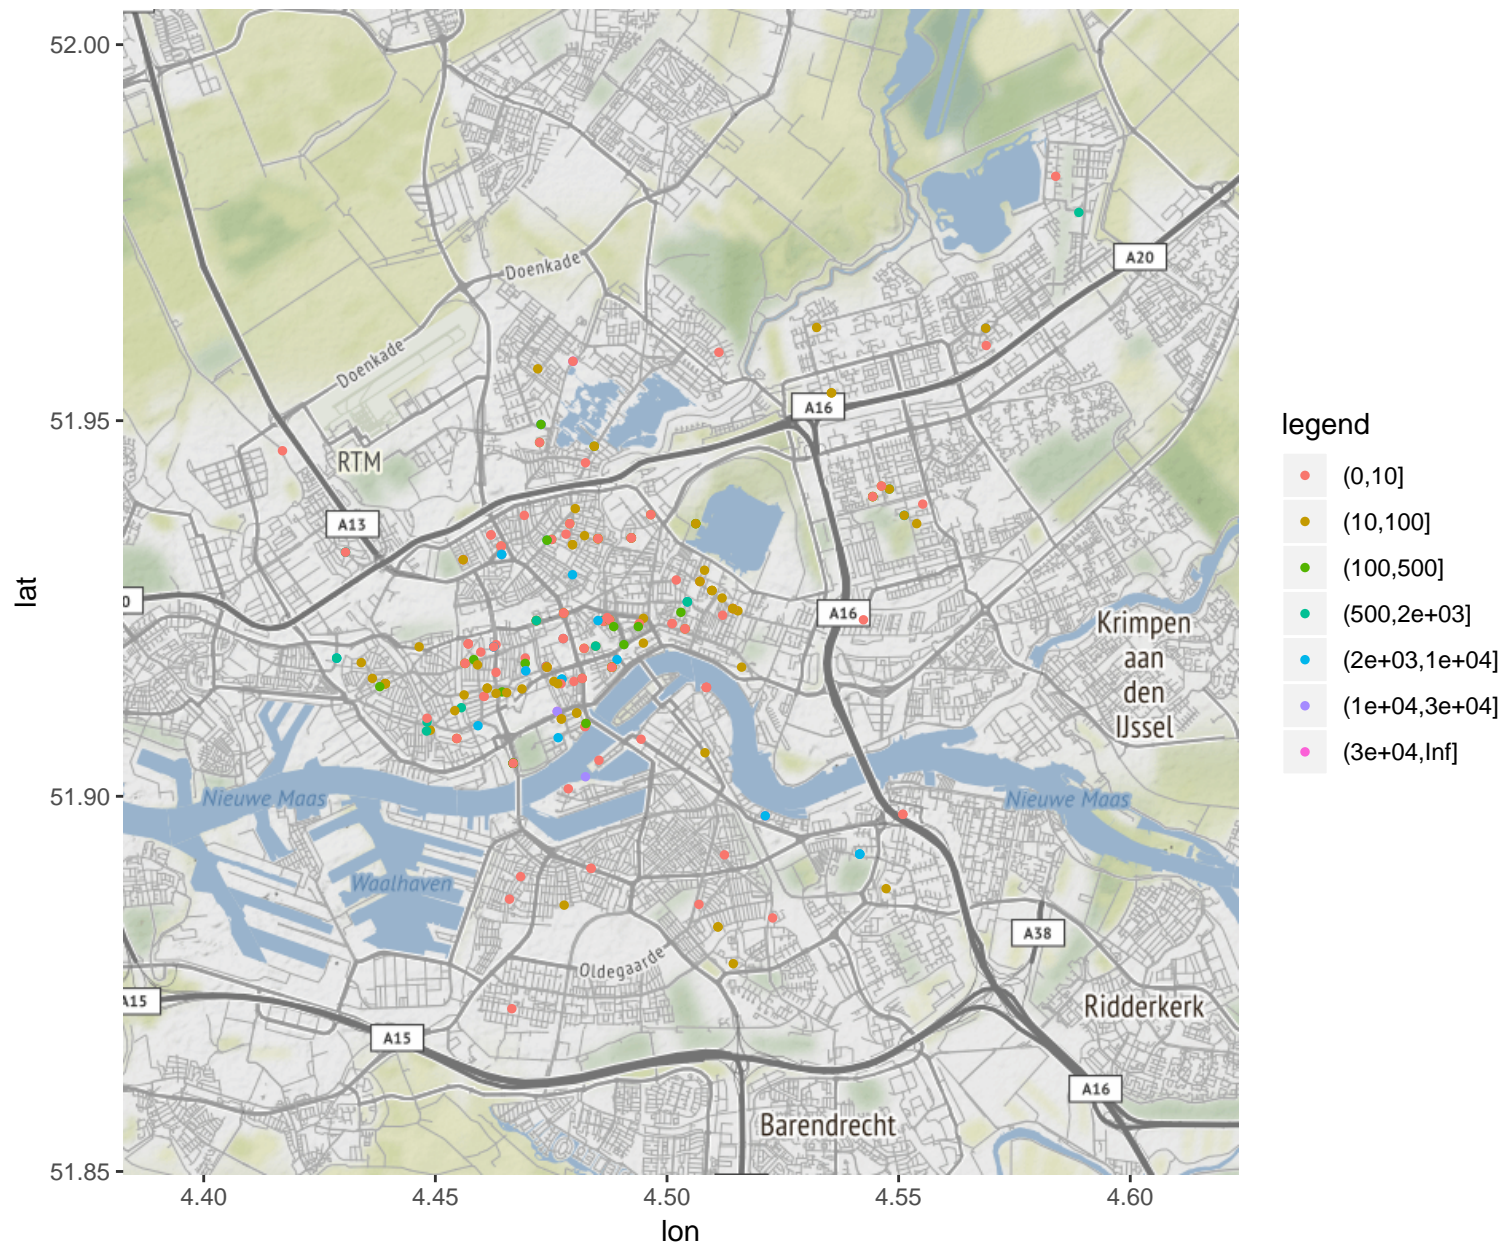 52.00
51.95
51.90
51.85
lat
4.40
4.45
4.50
4.55
4.60
lon
Doenkade
A20
Doenkade
A16
RTM
A13
0
A16
Krimpen
aan
den
IJssel
Nieuwe Maas
Nieuwe Maas
Waalhaven
A38
Oldegaarde
A15
Ridderkerk
A15
A16
Barendrecht
legend
(0,10]
(10,100]
(100,500]
(500,2e+03]
(2e+03,1e+04]
(1e+04,3e+04]
(3e+04,Inf]